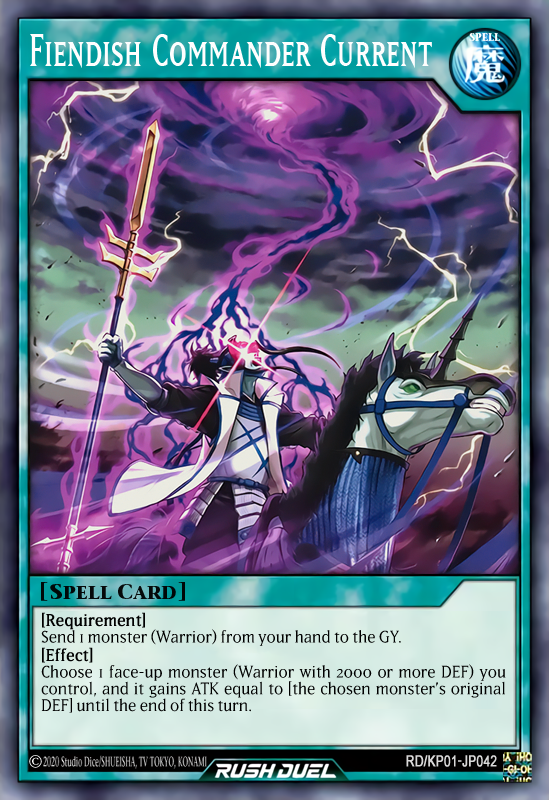 Fiendish Commander Current
SPELL
魔
[Spell Card]
[Requirement]
Send 1 monster (Warrior) from your hand to the GY.
[Effect]
Choose 1 face-up monster (Warrior with 2000 or more DEF) you
control, and it gains ATK equal to [the chosen monster's original
DEF] until the end of this turn.
©2020 Studio Dice/SHUEISHA, TV TOKYO, KONAMI
RUSH DUEL
RD/KP01-JP042